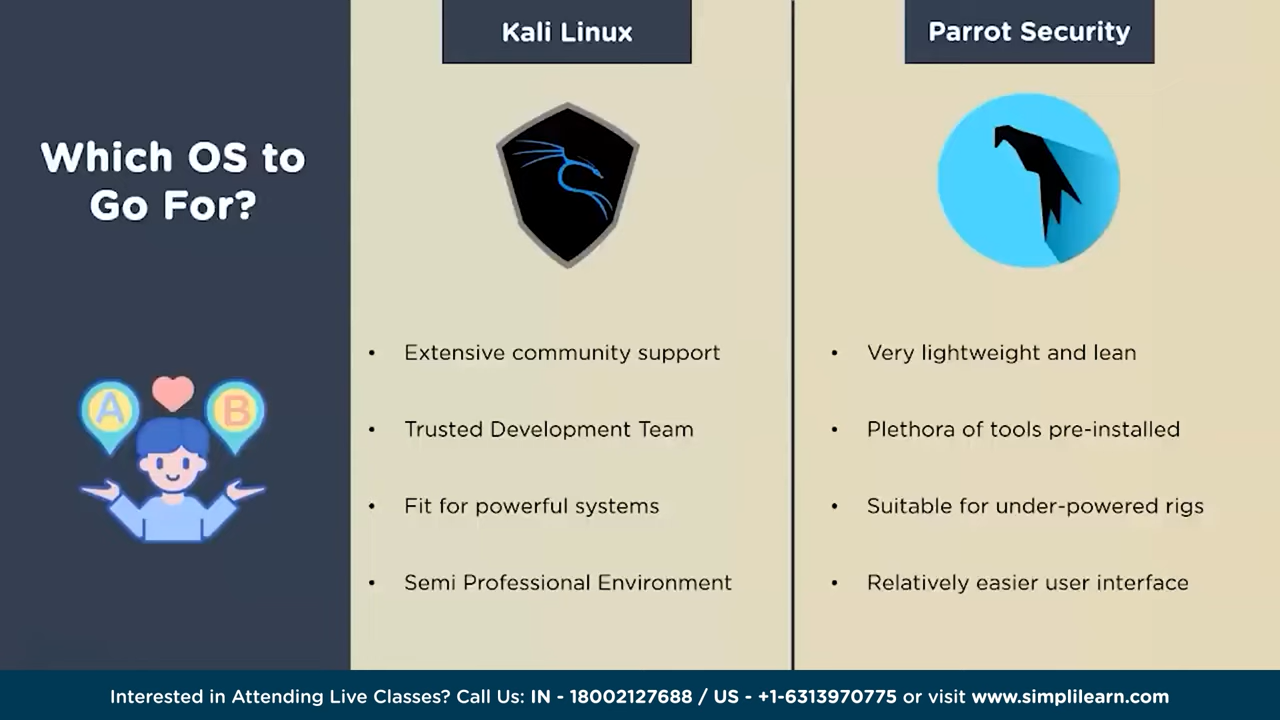 Which OS to
Go For?
A
B
Kali Linux
Extensive community support
Trusted Development Team
Fit for powerful systems
Semi Professional Environment
Parrot Security
Very lightweight and lean
Plethora of tools pre-installed
Suitable for under-powered rigs
Relatively easier user interface
Interested in Attending Live Classes? Call Us: IN - 18002127688 / US - +1-6313970775 or visit www.simplilearn.com